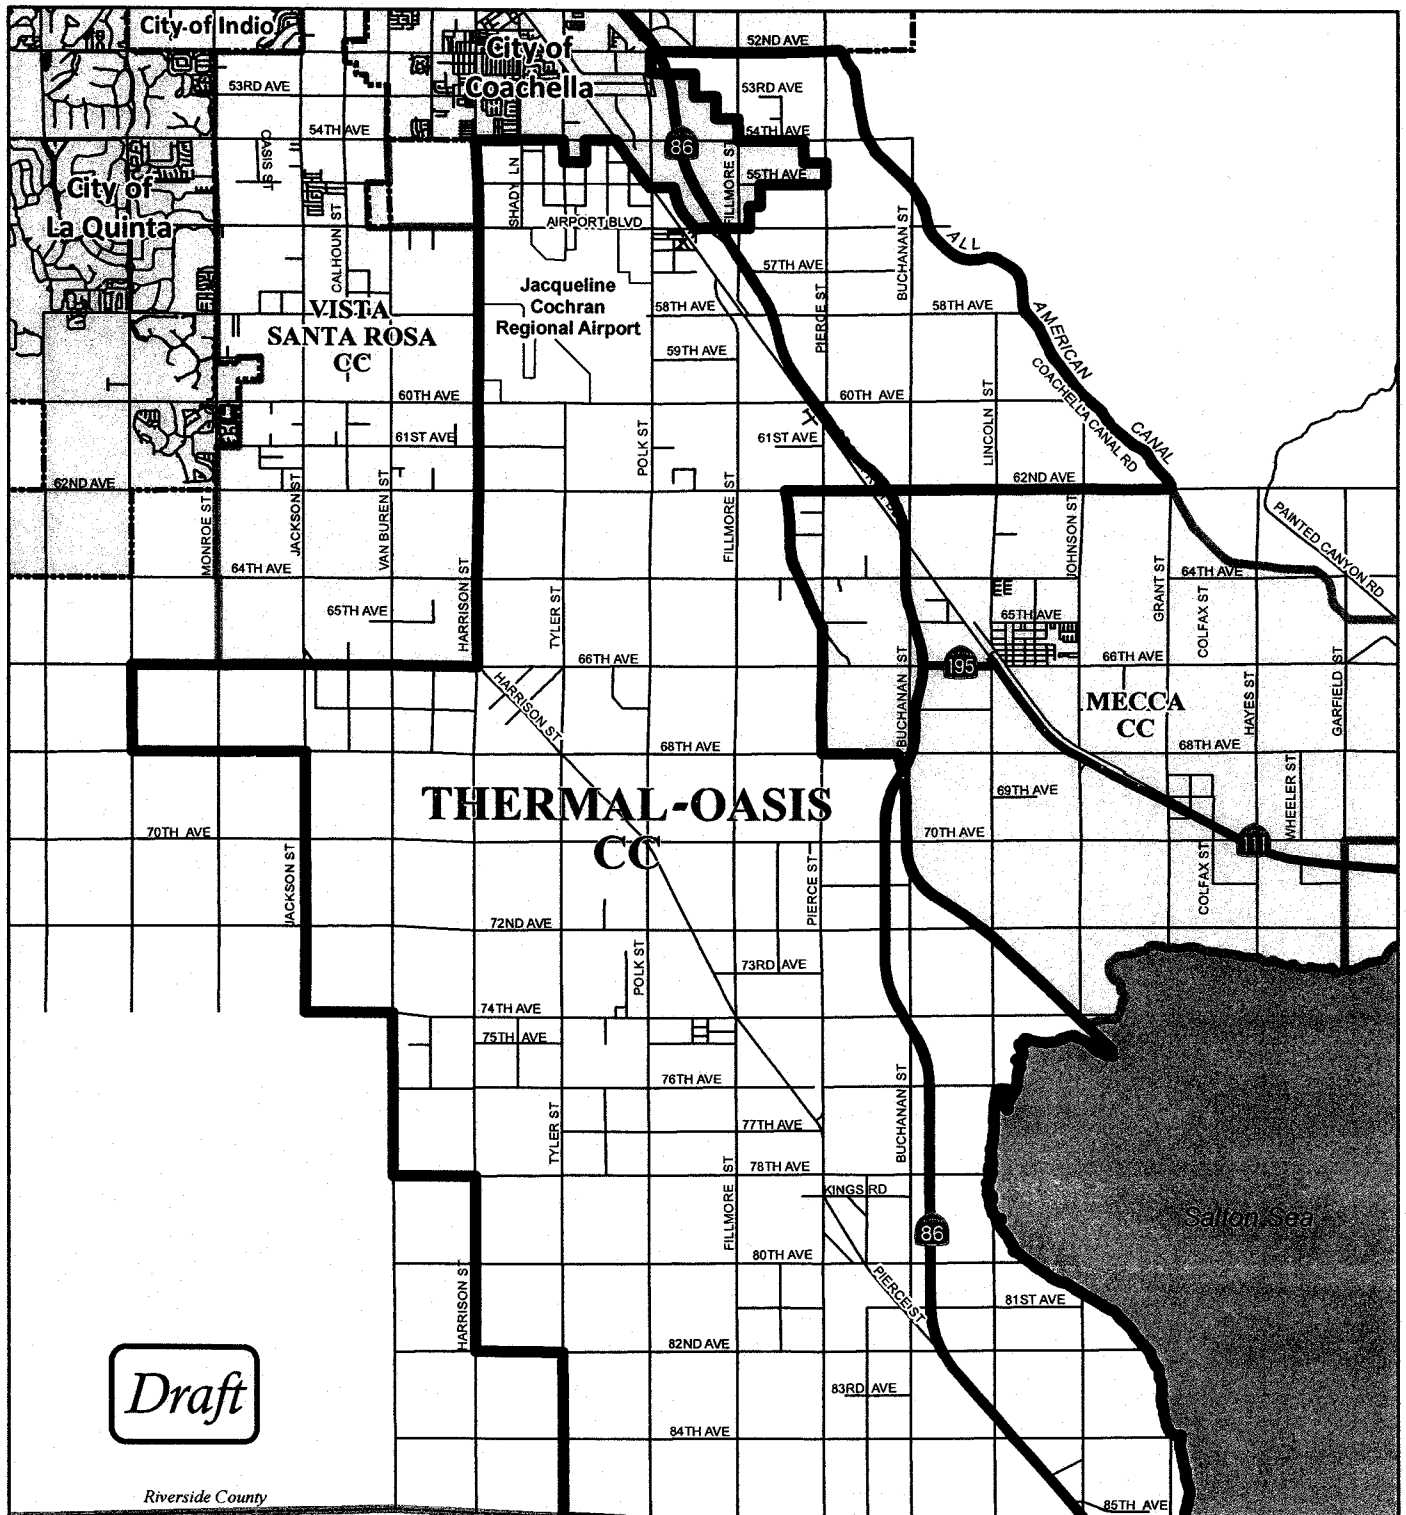 City of Indio
City of
Coachella
52ND AVE
53RD AVE
53RD AVE
54TH AVE
54TH AVE
86
OASIS ST
SHADY LN
FILLMORE ST
55TH AVE
City of
La Quinta
CALHOUN ST
AIRPORT BLVD
BUCHANAN ST
ALL
AMERICAN
CANAL
COACHELLA CANAL RD
57TH AVE
Jacqueline
Cochran
Regional Airport
58TH AVE
58TH AVE
PIERCE ST
VISTA
SANTA ROSA
CC
59TH AVE
60TH AVE
60TH AVE
LINCOLN ST
61ST AVE
61ST AVE
POLK ST
62ND AVE
62ND AVE
MONROE ST
JACKSON ST
VAN BUREN ST
FILLMORE ST
JOHNSON ST
PAINTED CANYON RD
64TH AVE
64TH AVE
HARRISON ST
TYLER ST
GRANT ST
COLFAX ST
65TH AVE
65TH AVE
66TH AVE
66TH AVE
195
BUCHANAN ST
HARRISON ST
MECCA
CC
HAYES ST
GARFIELD ST
68TH AVE
68TH AVE
THERMAL-OASIS
CC
69TH AVE
WHEELER ST
70TH AVE
70TH AVE
111
JACKSON ST
PIERCE ST
COLFAX ST
72ND AVE
POLK ST
73RD AVE
74TH AVE
75TH AVE
76TH AVE
BUCHANAN ST
TYLER ST
77TH AVE
78TH AVE
FILLMORE ST
KINGS RD
86
Salton Sea
80TH AVE
HARRISON ST
PIERCE ST
81ST AVE
82ND AVE
83RD AVE
Draft
84TH AVE
Riverside County
85TH AVE